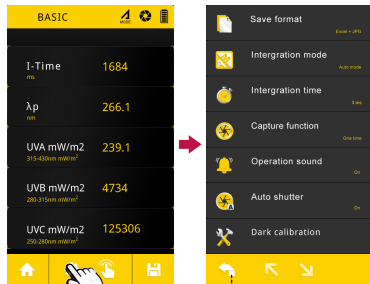 BASIC
MODE
I-Time
ms
1684
λp
nm
266.1
UVA mW/m2
315-430nm mW/m²
239.1
UVB mW/m2
280-315nm mW/m²
4734
UVC mW/m2
250-280nm mW/m²
125306
Save format
Excel + JPG
Intergration mode
Auto mode
Intergration time
3 ms
Capture function
One time
Operation sound
On
Auto shutter
On
Dark calibration